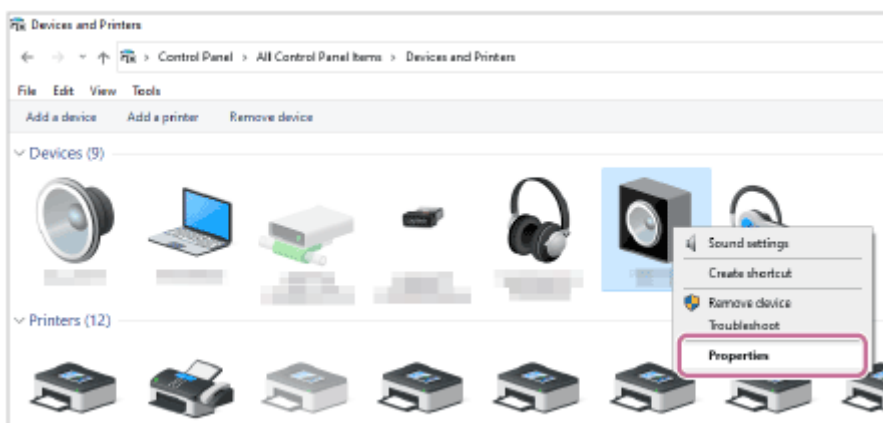 Devices and Printers
Control Panel > All Control Panel Items > Devices and Printers
File Edit View Tools
Add a device Add a printer Remove device
Devices (9)
Sound settings
Create shortcut
Remove device
Troubleshoot
Printers (12)
Properties